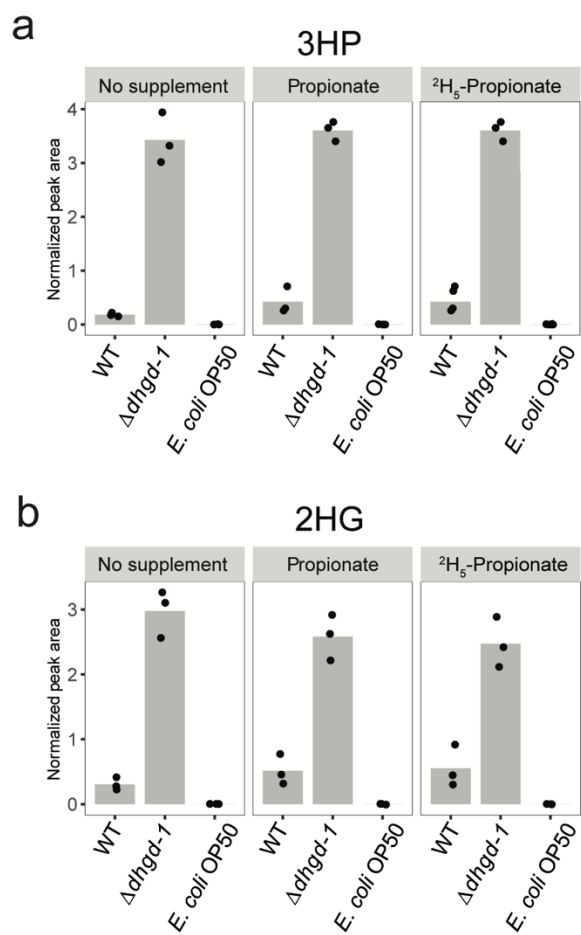 a
3HP
No supplement Propionate ²H₅-Propionate
Normalized peak area
4
3
2
1
0
WT Δdhgd-1 E. coli OP50 WT Δdhgd-1 E. coli OP50 WT Δdhgd-1 E. coli OP50
b
2HG
No supplement Propionate ²H₅-Propionate
Normalized peak area
3
2
1
0
WT Δdhgd-1 E. coli OP50 WT Δdhgd-1 E. coli OP50 WT Δdhgd-1 E. coli OP50